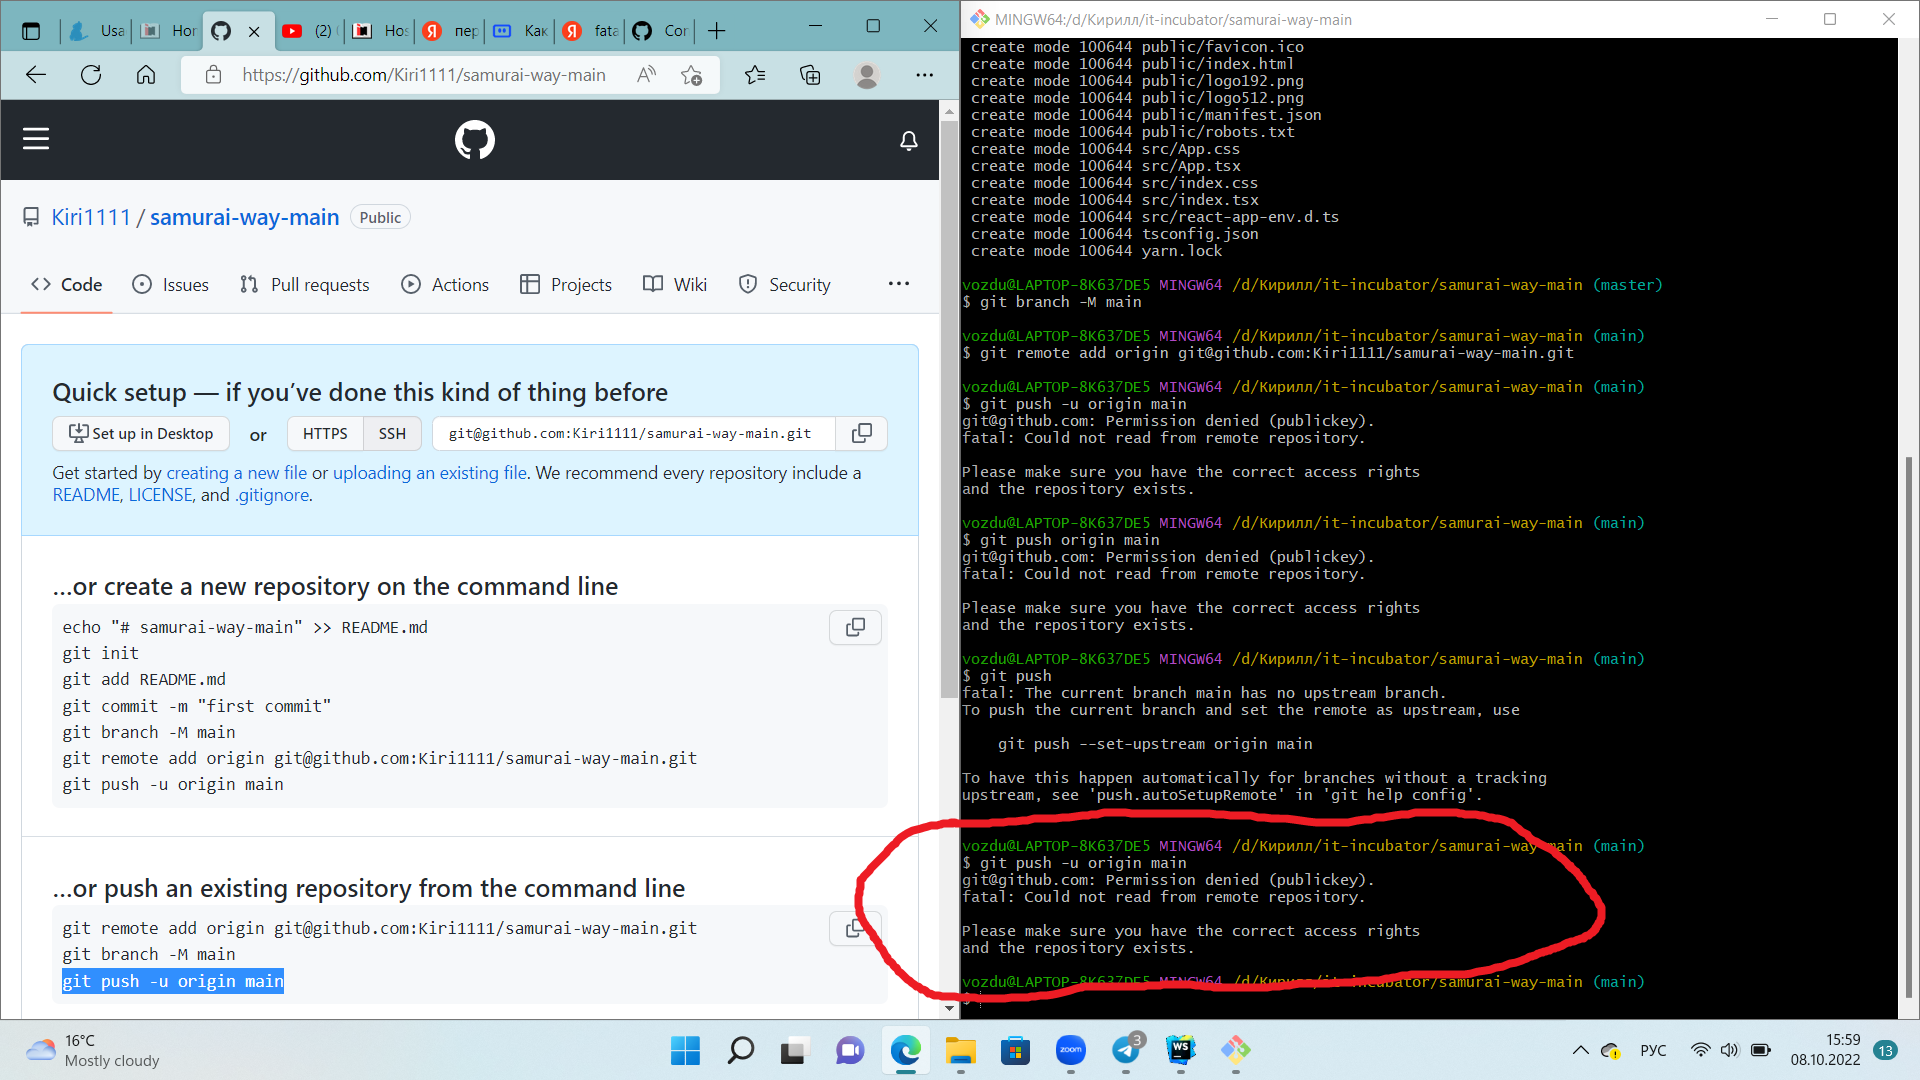 Usa
Hor
(2)
Hos
пер
Как
fata
Cor
https://github.com/Kiri1111/samurai-way-main
Kiri1111 / samurai-way-main Public
Code Issues Pull requests Actions Projects Wiki Security
Quick setup — if you’ve done this kind of thing before
Set up in Desktop or HTTPS SSH git@github.com:Kiri1111/samurai-way-main.git
Get started by creating a new file or uploading an existing file. We recommend every repository include a
README, LICENSE, and .gitignore.
…or create a new repository on the command line
echo "# samurai-way-main" >> README.md
git init
git add README.md
git commit -m "first commit"
git branch -M main
git remote add origin git@github.com:Kiri1111/samurai-way-main.git
git push -u origin main
…or push an existing repository from the command line
git remote add origin git@github.com:Kiri1111/samurai-way-main.git
git branch -M main
git push -u origin main
MINGW64:/d/Кирилл/it-incubator/samurai-way-main
create mode 100644 public/favicon.ico
create mode 100644 public/index.html
create mode 100644 public/logo192.png
create mode 100644 public/logo512.png
create mode 100644 public/manifest.json
create mode 100644 public/robots.txt
create mode 100644 src/App.css
create mode 100644 src/App.tsx
create mode 100644 src/index.css
create mode 100644 src/index.tsx
create mode 100644 src/react-app-env.d.ts
create mode 100644 tsconfig.json
create mode 100644 yarn.lock
vozdu@LAPTOP-8K637DE5 MINGW64 /d/Кирилл/it-incubator/samurai-way-main (master)
$ git branch -M main
vozdu@LAPTOP-8K637DE5 MINGW64 /d/Кирилл/it-incubator/samurai-way-main (main)
$ git remote add origin git@github.com:Kiri1111/samurai-way-main.git
vozdu@LAPTOP-8K637DE5 MINGW64 /d/Кирилл/it-incubator/samurai-way-main (main)
$ git push -u origin main
git@github.com: Permission denied (publickey).
fatal: Could not read from remote repository.
Please make sure you have the correct access rights
and the repository exists.
vozdu@LAPTOP-8K637DE5 MINGW64 /d/Кирилл/it-incubator/samurai-way-main (main)
$ git push origin main
git@github.com: Permission denied (publickey).
fatal: Could not read from remote repository.
Please make sure you have the correct access rights
and the repository exists.
vozdu@LAPTOP-8K637DE5 MINGW64 /d/Кирилл/it-incubator/samurai-way-main (main)
$ git push
fatal: The current branch main has no upstream branch.
To push the current branch and set the remote as upstream, use
git push --set-upstream origin main
To have this happen automatically for branches without a tracking
upstream, see 'push.autoSetupRemote' in 'git help config'.
vozdu@LAPTOP-8K637DE5 MINGW64 /d/Кирилл/it-incubator/samurai-way-main (main)
$ git push -u origin main
git@github.com: Permission denied (publickey).
fatal: Could not read from remote repository.
Please make sure you have the correct access rights
and the repository exists.
vozdu@LAPTOP-8K637DE5 MINGW64 /d/Кирилл/it-incubator/samurai-way-main (main)
$
16°C
Mostly cloudy
zoom
3
WS
РУС
15:59
08.10.2022
13